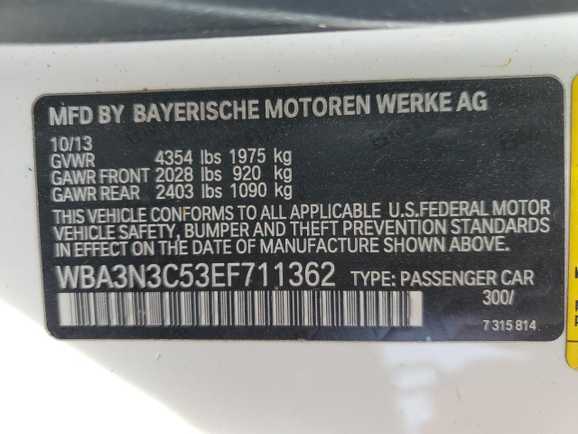 MFD BY BAYERISCHE MOTOREN WERKE AG
10/13
GVWR 4354 lbs 1975 kg
GAWR FRONT 2028 lbs 920 kg
GAWR REAR 2403 lbs 1090 kg
THIS VEHICLE CONFORMS TO ALL APPLICABLE U.S.FEDERAL MOTOR
VEHICLE SAFETY, BUMPER AND THEFT PREVENTION STANDARDS
IN EFFECT ON THE DATE OF MANUFACTURE SHOWN ABOVE.
WBA3N3C53EF711362 TYPE: PASSENGER CAR
300/
7 315 814